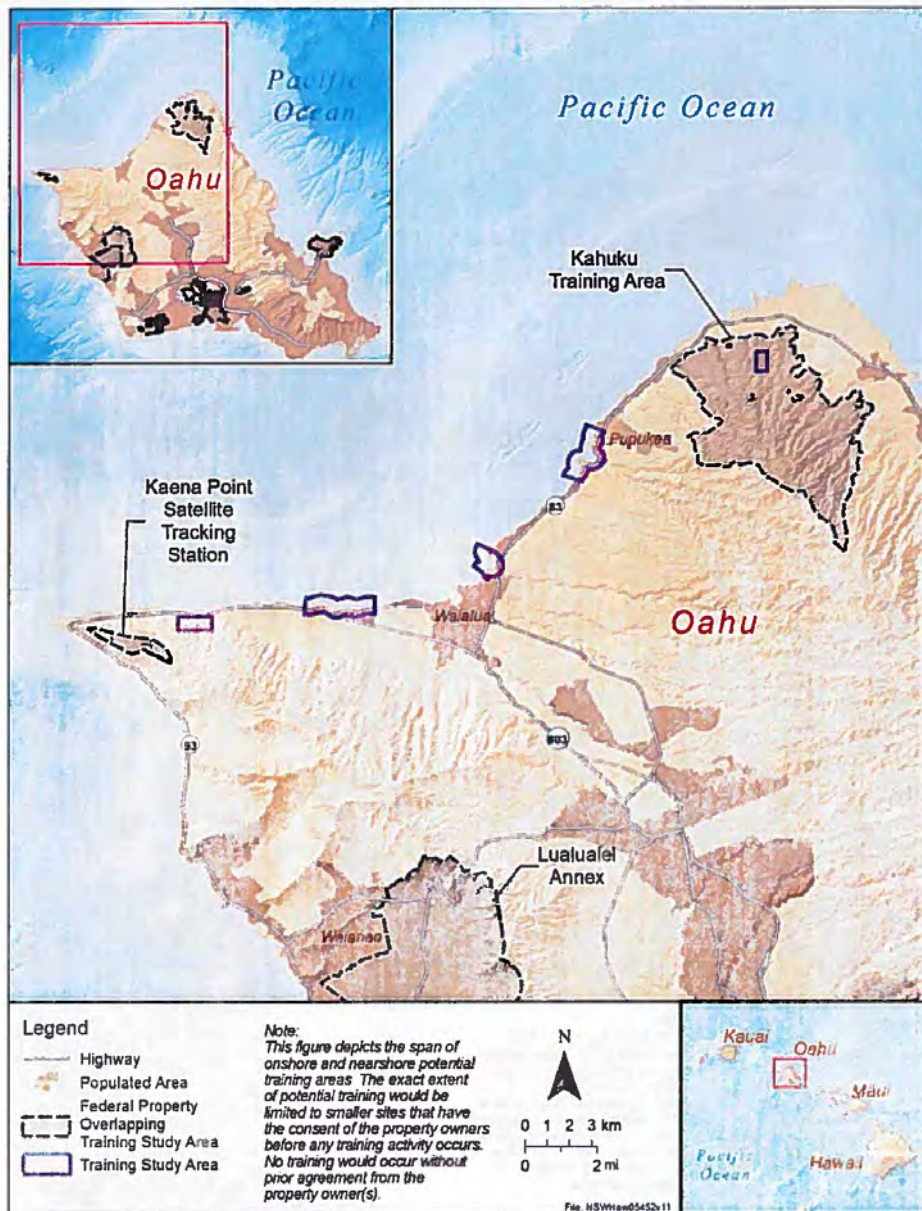 Pacific
Ocean
Oahu
Pacific Ocean
Kahuku
Training Area
Pupukea
83
Kaena Point
Satellite
Tracking
Station
Waialua
Oahu
93
803
Lualualei
Annex
Waianae
Legend
Highway
Populated Area
Federal Property
Overlapping
Training Study Area
Training Study Area
Note:
This figure depicts the span of
onshore and nearshore potential
training areas. The exact extent
of potential training would be
limited to smaller sites that have
the consent of the property owners
before any training activity occurs.
No training would occur without
prior agreement from the
property owner(s).
N
0 1 2 3 km
0 2 mi
File: NSWHaw05452v11
Kauai
Oahu
Maui
Pacific
Ocean
Hawaii